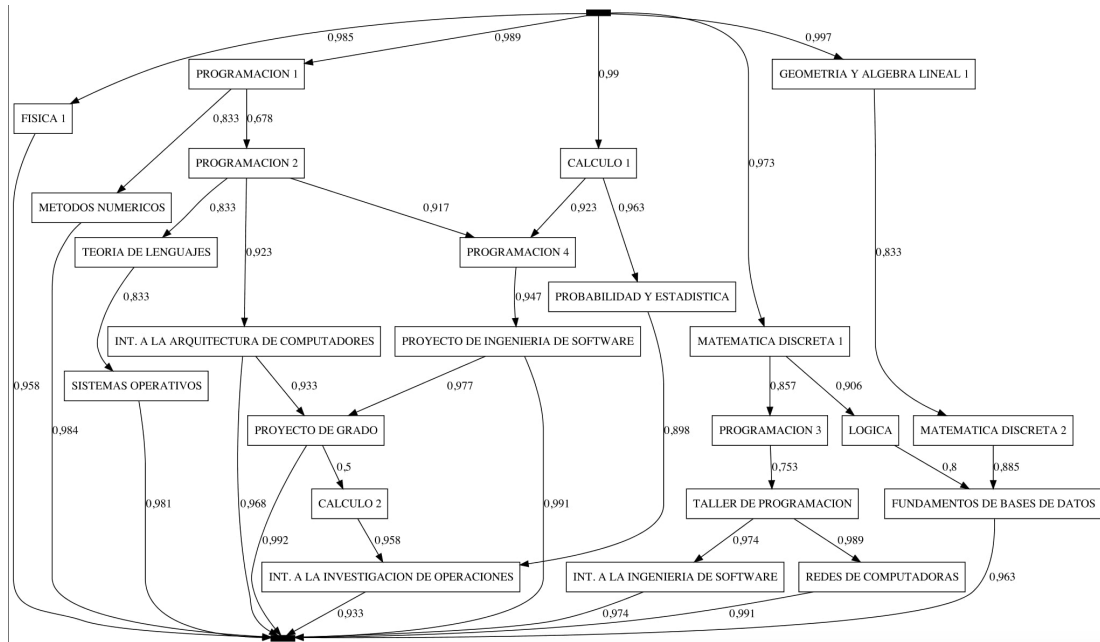 0,985
0,989
0,997
PROGRAMACION 1
0,99
GEOMETRIA Y ALGEBRA LINEAL 1
FISICA 1
0,833
0,678
PROGRAMACION 2
CALCULO 1
0,973
METODOS NUMERICOS
0,833
0,917
0,923
0,963
TEORIA DE LENGUAJES
0,923
PROGRAMACION 4
0,833
0,833
0,947
PROBABILIDAD Y ESTADISTICA
INT. A LA ARQUITECTURA DE COMPUTADORES
PROYECTO DE INGENIERIA DE SOFTWARE
MATEMATICA DISCRETA 1
0,958
SISTEMAS OPERATIVOS
0,933
0,977
0,857
0,906
0,984
PROYECTO DE GRADO
0,898
PROGRAMACION 3
LOGICA
MATEMATICA DISCRETA 2
0,5
0,753
0,8
0,885
0,981
0,968
CALCULO 2
0,991
TALLER DE PROGRAMACION
FUNDAMENTOS DE BASES DE DATOS
0,992
0,958
0,974
0,989
INT. A LA INVESTIGACION DE OPERACIONES
INT. A LA INGENIERIA DE SOFTWARE
REDES DE COMPUTADORAS
0,963
0,933
0,974
0,991